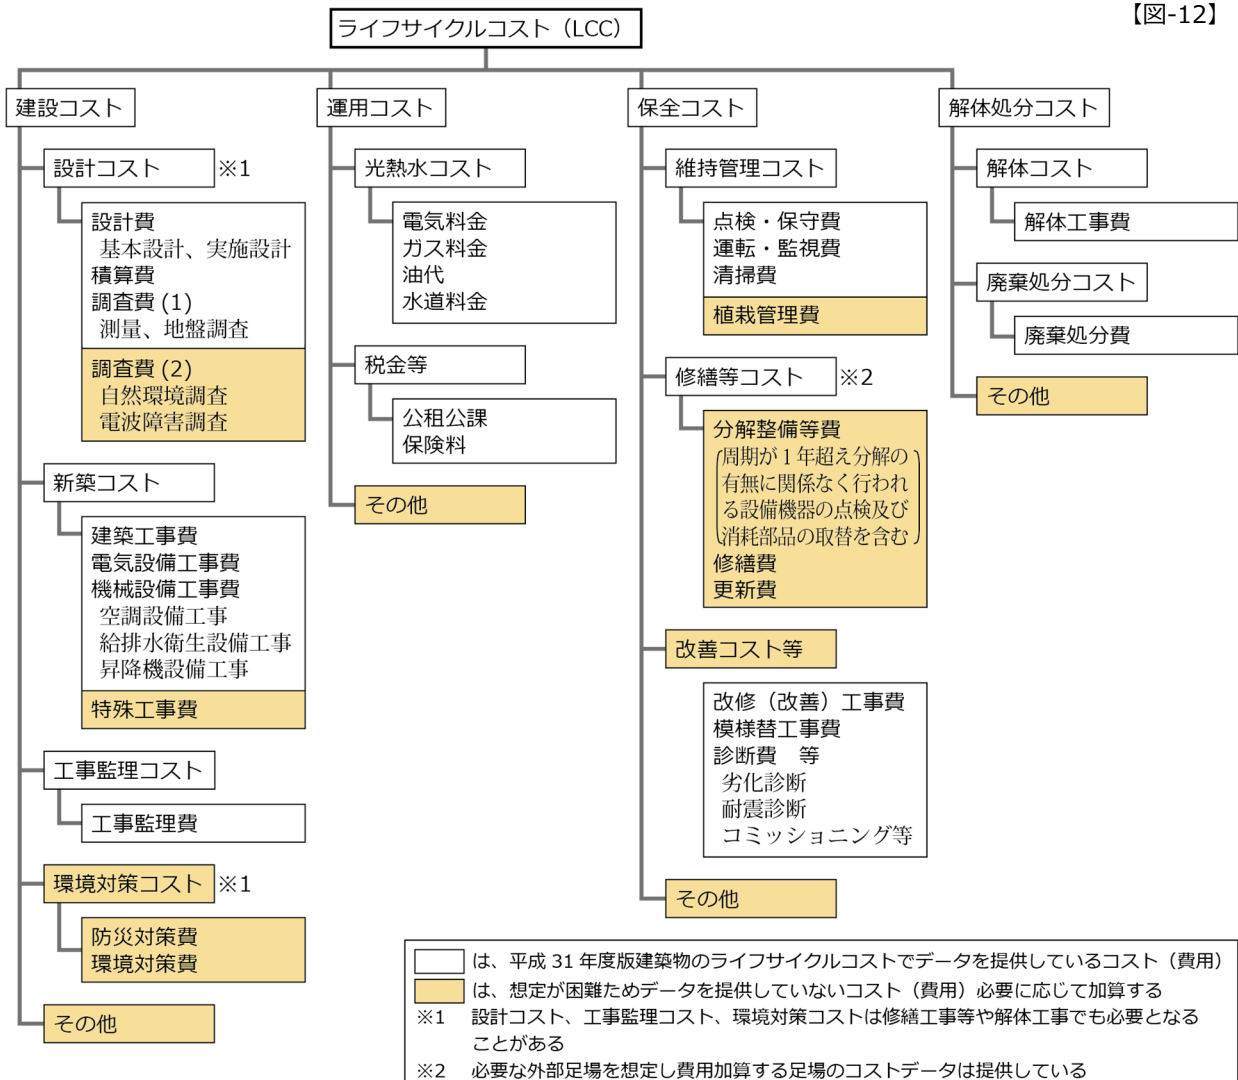 【図-12】
ライフサイクルコスト（LCC）
建設コスト
設計コスト ※1
設計費
基本設計、実施設計
積算費
調査費 (1)
測量、地盤調査
調査費 (2)
自然環境調査
電波障害調査
新築コスト
建築工事費
電気設備工事費
機械設備工事費
空調設備工事
給排水衛生設備工事
昇降機設備工事
特殊工事費
工事監理コスト
工事監理費
環境対策コスト ※1
防災対策費
環境対策費
その他
運用コスト
光熱水コスト
電気料金
ガス料金
油代
水道料金
税金等
公租公課
保険料
その他
保全コスト
維持管理コスト
点検・保守費
運転・監視費
清掃費
植栽管理費
修繕等コスト ※2
分解整備等費
周期が 1 年超え分解の
有無に関係なく行われ
る設備機器の点検及び
消耗部品の取替を含む
修繕費
更新費
改善コスト等
改修（改善）工事費
模様替工事費
診断費　等
劣化診断
耐震診断
コミッショニング等
その他
解体処分コスト
解体コスト
解体工事費
廃棄処分コスト
廃棄処分費
その他
は、平成 31 年度版建築物のライフサイクルコストでデータを提供しているコスト（費用）
は、想定が困難ためデータを提供していないコスト（費用）必要に応じて加算する
※1 設計コスト、工事監理コスト、環境対策コストは修繕工事等や解体工事でも必要となる
ことがある
※2 必要な外部足場を想定し費用加算する足場のコストデータは提供している